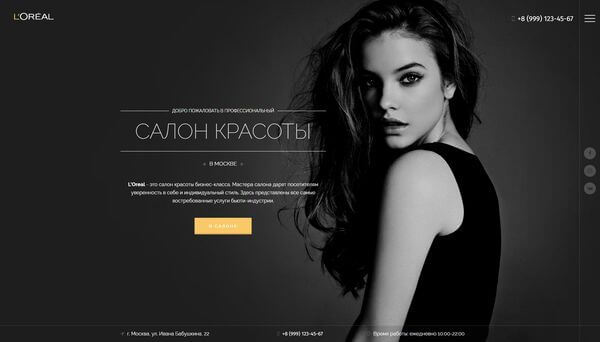 L'ORÉAL
+8 (999) 123-45-67
ДОБРО ПОЖАЛОВАТЬ В ПРОФЕССИОНАЛЬНЫЙ
САЛОН КРАСОТЫ
В МОСКВЕ
L'Oreal - это салон красоты бизнес-класса. Мастера салона дарят посетителям
уверенность в себе и индивидуальный стиль. Здесь представлены все самые
востребованные услуги бьюти-индустрии.
О САЛОНЕ
г. Москва, ул. Ивана Бабушкина, 22
+8 (999) 123-45-67
Время работы: ежедневно 10:00-22:00